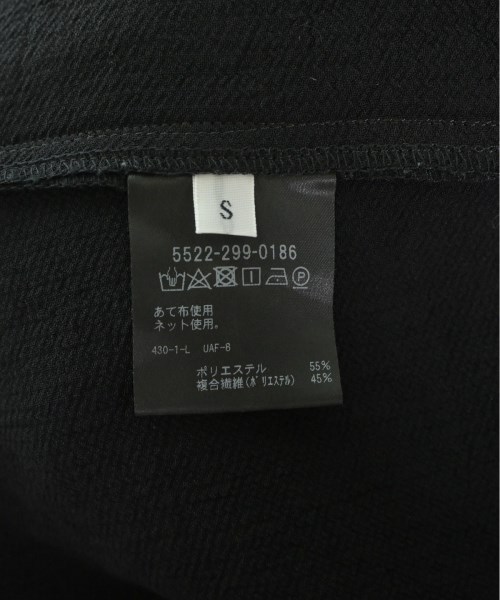 S
5522-299-0186
あて布使用
ネット使用。
430-1-L UAF-8
ポリエステル 55%
複合繊維(ポリエステル) 45%